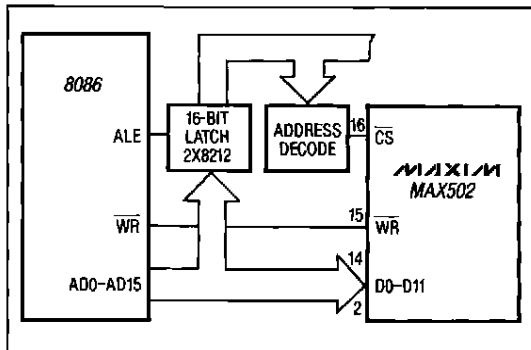 8086
ALE
WR
AD0-AD15
16-BIT
LATCH
2X8212
ADDRESS
DECODE
16
CS
MAXIM
MAX502
15
WR
14
D0-D11
2